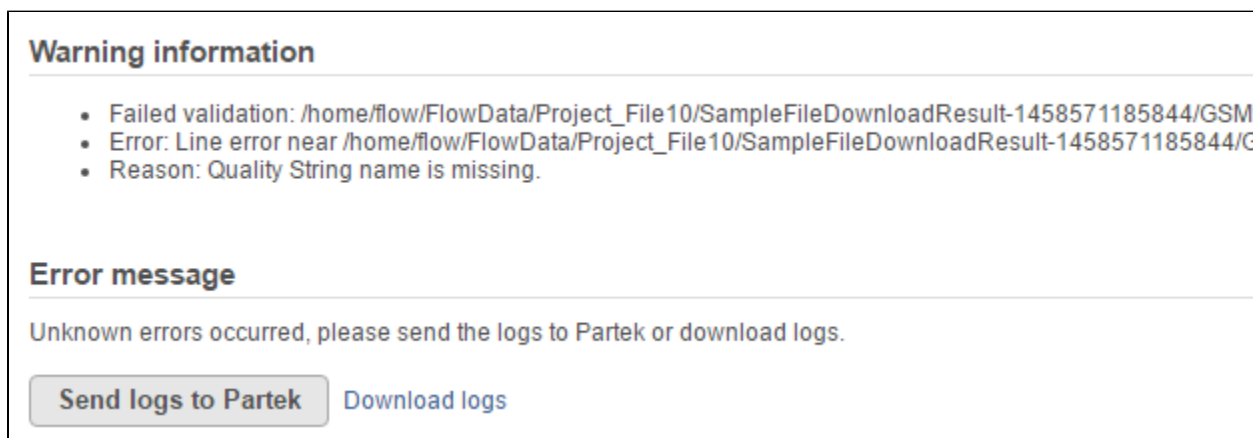 Warning information
• Failed validation: /home/flow/FlowData/Project_File10/SampleFileDownloadResult-1458571185844/GSM
• Error: Line error near /home/flow/FlowData/Project_File10/SampleFileDownloadResult-1458571185844/G
• Reason: Quality String name is missing.
Error message
Unknown errors occurred, please send the logs to Partek or download logs.
Send logs to Partek Download logs